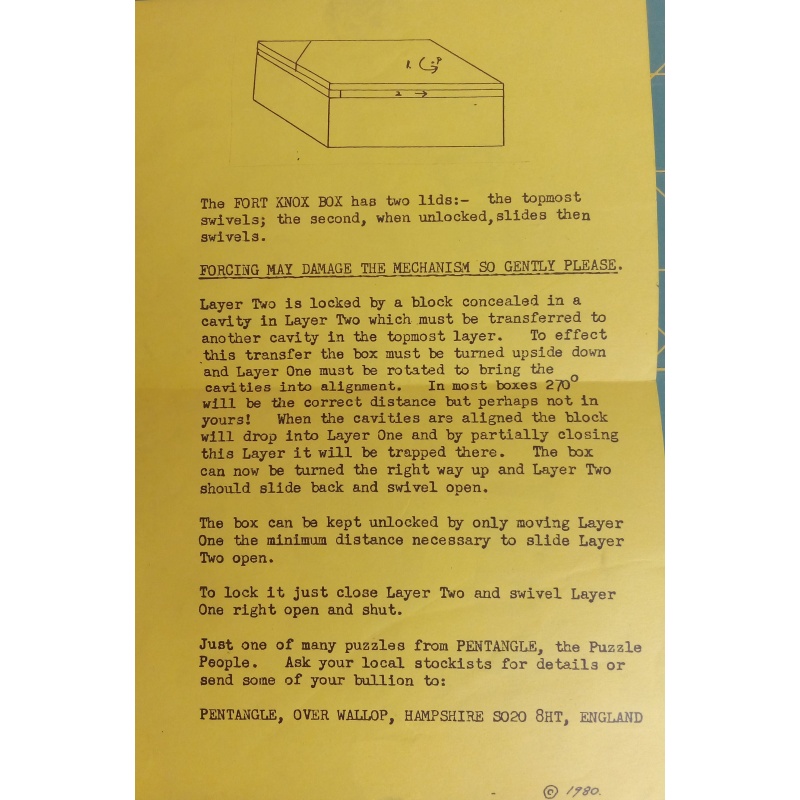 1.
2 →
The FORT KNOX BOX has two lids:- the topmost
swivels; the second, when unlocked,slides then
swivels.
FORCING MAY DAMAGE THE MECHANISM SO GENTLY PLEASE.
Layer Two is locked by a block concealed in a
cavity in Layer Two which must be transferred to
another cavity in the topmost layer. To effect
this transfer the box must be turned upside down
and Layer One must be rotated to bring the
cavities into alignment. In most boxes 270°
will be the correct distance but perhaps not in
yours! When the cavities are aligned the block
will drop into Layer One and by partially closing
this Layer it will be trapped there. The box
can now be turned the right way up and Layer Two
should slide back and swivel open.
The box can be kept unlocked by only moving Layer
One the minimum distance necessary to slide Layer
Two open.
To lock it just close Layer Two and swivel Layer
One right open and shut.
Just one of many puzzles from PENTANGLE, the Puzzle
People. Ask your local stockists for details or
send some of your bullion to:
PENTANGLE, OVER WALLOP, HAMPSHIRE SO20 8HT, ENGLAND
© 1980.